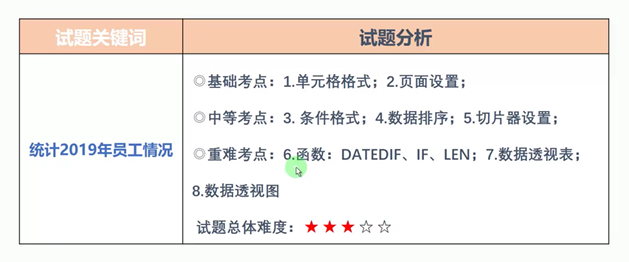 试题关键词
试题分析
统计2019年员工情况
◎基础考点：1.单元格格式；2.页面设置；
◎中等考点：3. 条件格式；4.数据排序；5.切片器设置；
◎重难考点：6.函数：DATEDIF、IF、LEN；7.数据透视表；
8.数据透视图
试题总体难度：★★★☆☆